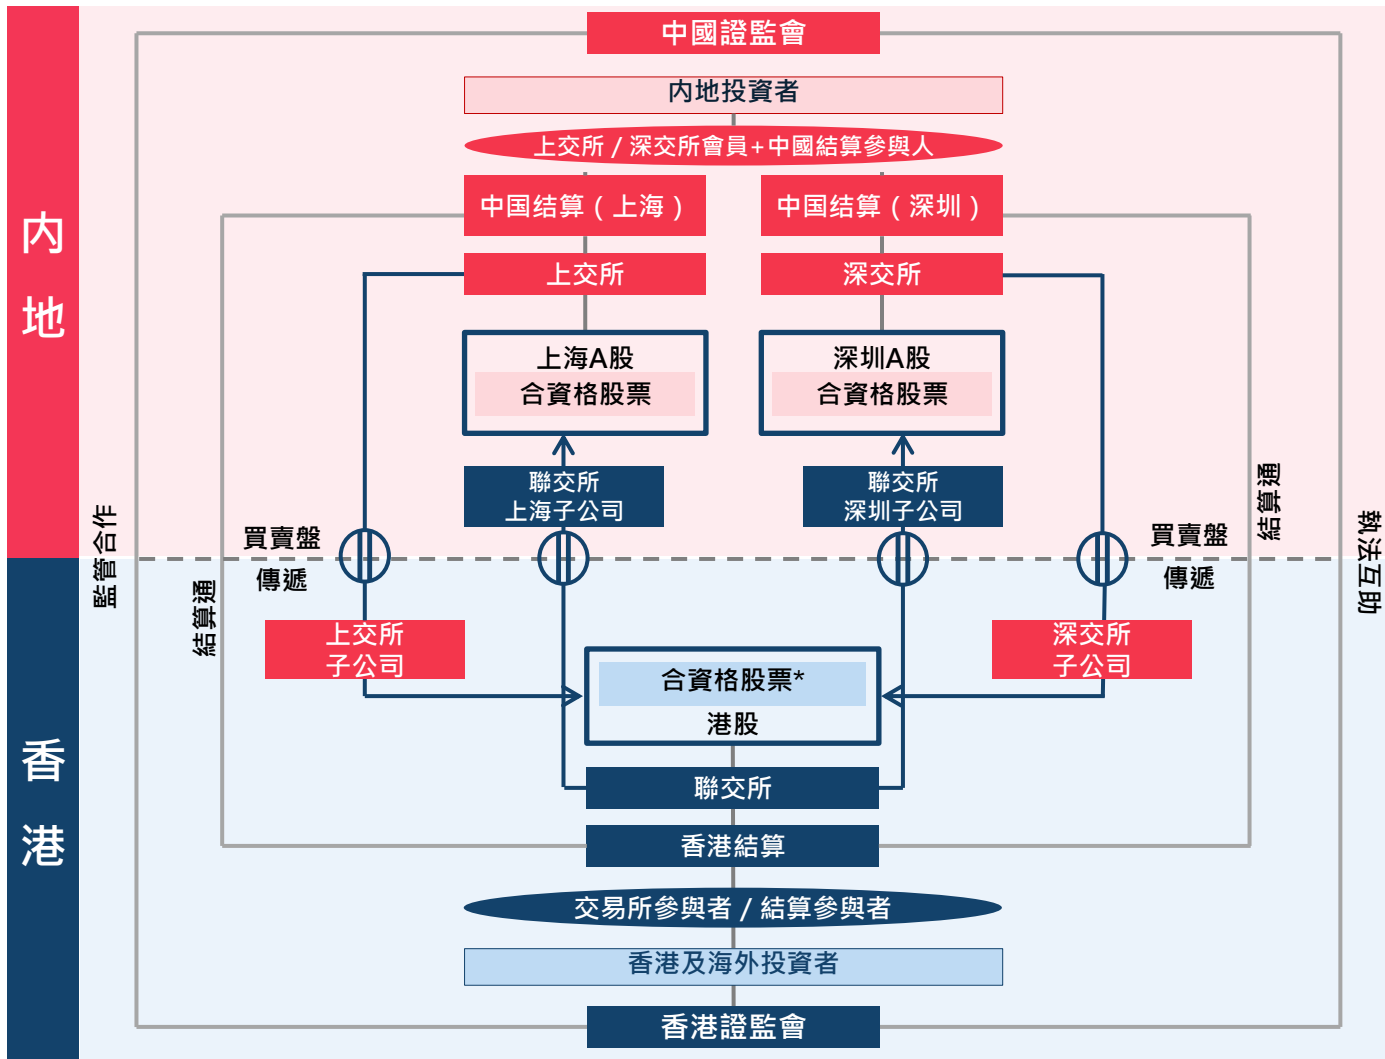 中國證監會
内地投資者
上交所 / 深交所會員+中國結算參與人
中国结算（上海）
中国结算（深圳）
上交所
深交所
内
地
上海A股
合資格股票
深圳A股
合資格股票
聯交所
上海子公司
聯交所
深圳子公司
監管合作
結算通
買賣盤
傳遞
買賣盤
傳遞
結算通
執法互助
上交所
子公司
深交所
子公司
合資格股票*
港股
香
港
聯交所
香港結算
交易所參與者 / 結算參與者
香港及海外投資者
香港證監會